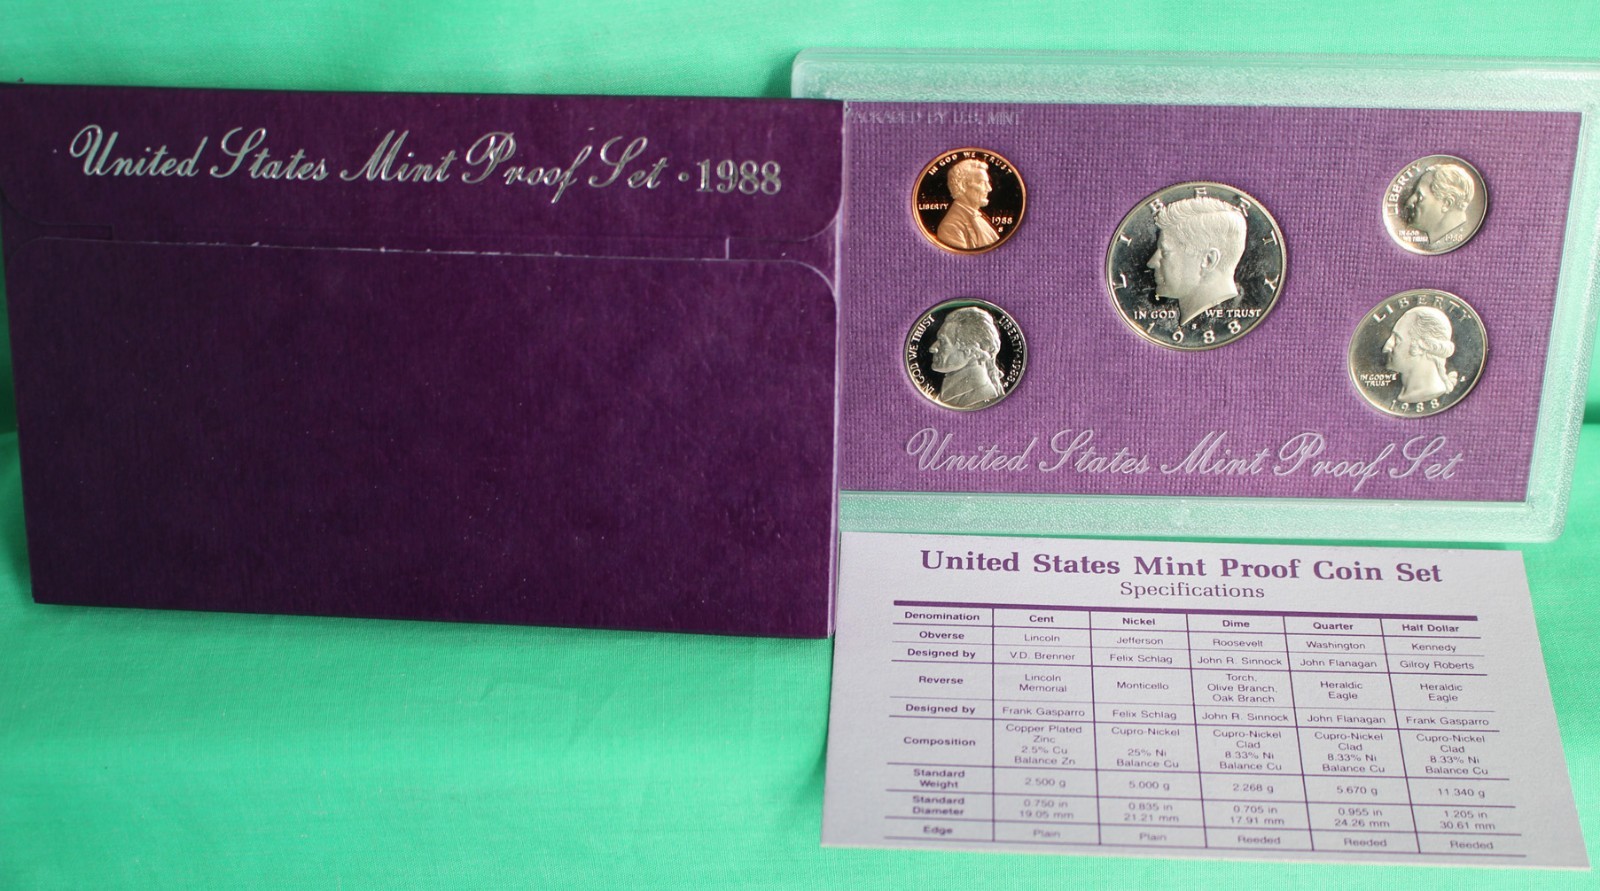 United States Mint Proof Set · 1988
PACKAGED BY U.S. MINT
IN GOD WE TRUST
LIBERTY
1988
S
LIBERTY
IN GOD WE TRUST
S
1988
LIBERTY
IN GOD
WE TRUST
1988
IN GOD WE TRUST
LIBERTY · 1988
LIBERTY
IN GOD WE
TRUST
S
1988
United States Mint Proof Set
United States Mint Proof Coin Set
Specifications
Denomination Cent Nickel Dime Quarter Half Dollar
Obverse Lincoln Jefferson Roosevelt Washington Kennedy
Designed by V.D. Brenner Felix Schlag John R. Sinnock John Flanagan Gilroy Roberts
Reverse Lincoln Memorial Monticello Torch, Olive Branch, Oak Branch Heraldic Eagle Heraldic Eagle
Designed by Frank Gasparro Felix Schlag John R. Sinnock John Flanagan Frank Gasparro
Composition Copper Plated Zinc 2.5% Cu Balance Zn Cupro-Nickel 25% Ni Balance Cu Cupro-Nickel Clad 8.33% Ni Balance Cu Cupro-Nickel Clad 8.33% Ni Balance Cu Cupro-Nickel Clad 8.33% Ni Balance Cu
Standard Weight 2.500 g 5.000 g 2.268 g 5.670 g 11.340 g
Standard Diameter 0.750 in 19.05 mm 0.835 in 21.21 mm 0.705 in 17.91 mm 0.955 in 24.26 mm 1.205 in 30.61 mm
Edge Plain Plain Reeded Reeded Reeded